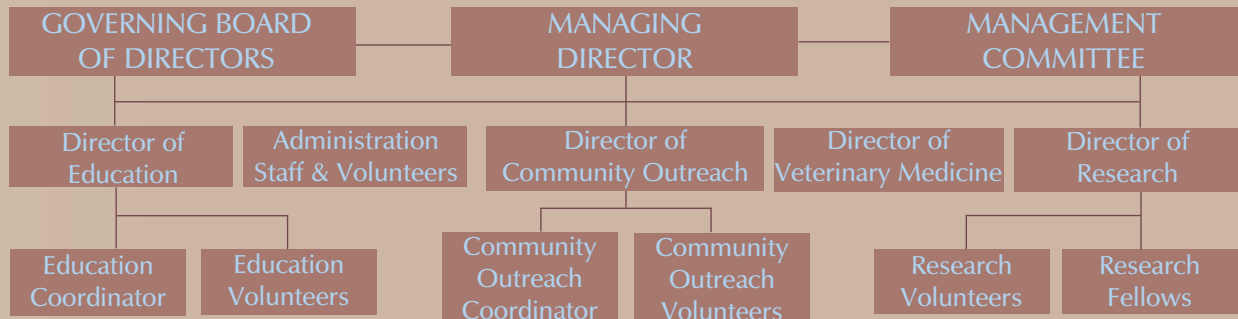 GOVERNING BOARD
OF DIRECTORS
MANAGING
DIRECTOR
MANAGEMENT
COMMITTEE
Director of
Education
Administration
Staff & Volunteers
Director of
Community Outreach
Director of
Veterinary Medicine
Director of
Research
Education
Coordinator
Education
Volunteers
Community
Outreach
Coordinator
Community
Outreach
Volunteers
Research
Volunteers
Research
Fellows